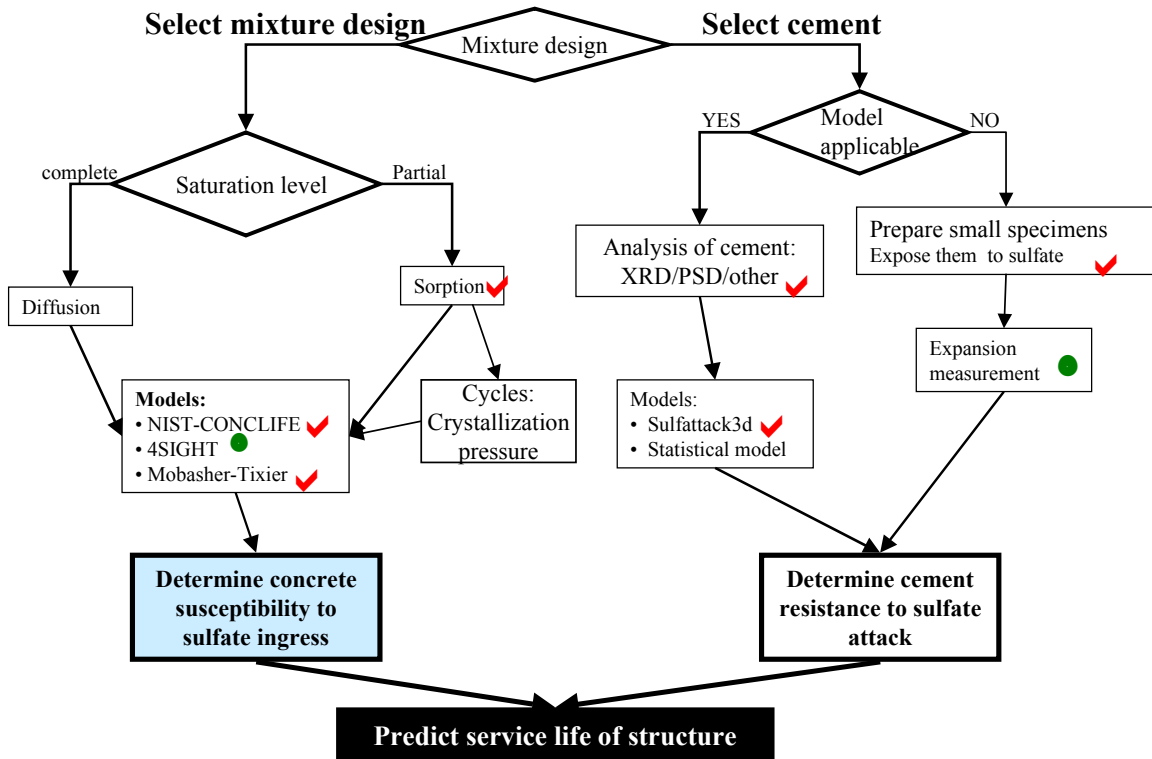 Select mixture design
Select cement
Mixture design
YES
Model
applicable
NO
complete
Saturation level
Partial
Analysis of cement:
XRD/PSD/other
Prepare small specimens
Expose them to sulfate
Diffusion
Sorption
Expansion
measurement
Models:
• NIST-CONCLIFE
• 4SIGHT
• Mobasher-Tixier
Cycles:
Crystallization
pressure
Models:
• Sulfattack3d
• Statistical model
Determine concrete
susceptibility to
sulfate ingress
Determine cement
resistance to sulfate
attack
Predict service life of structure